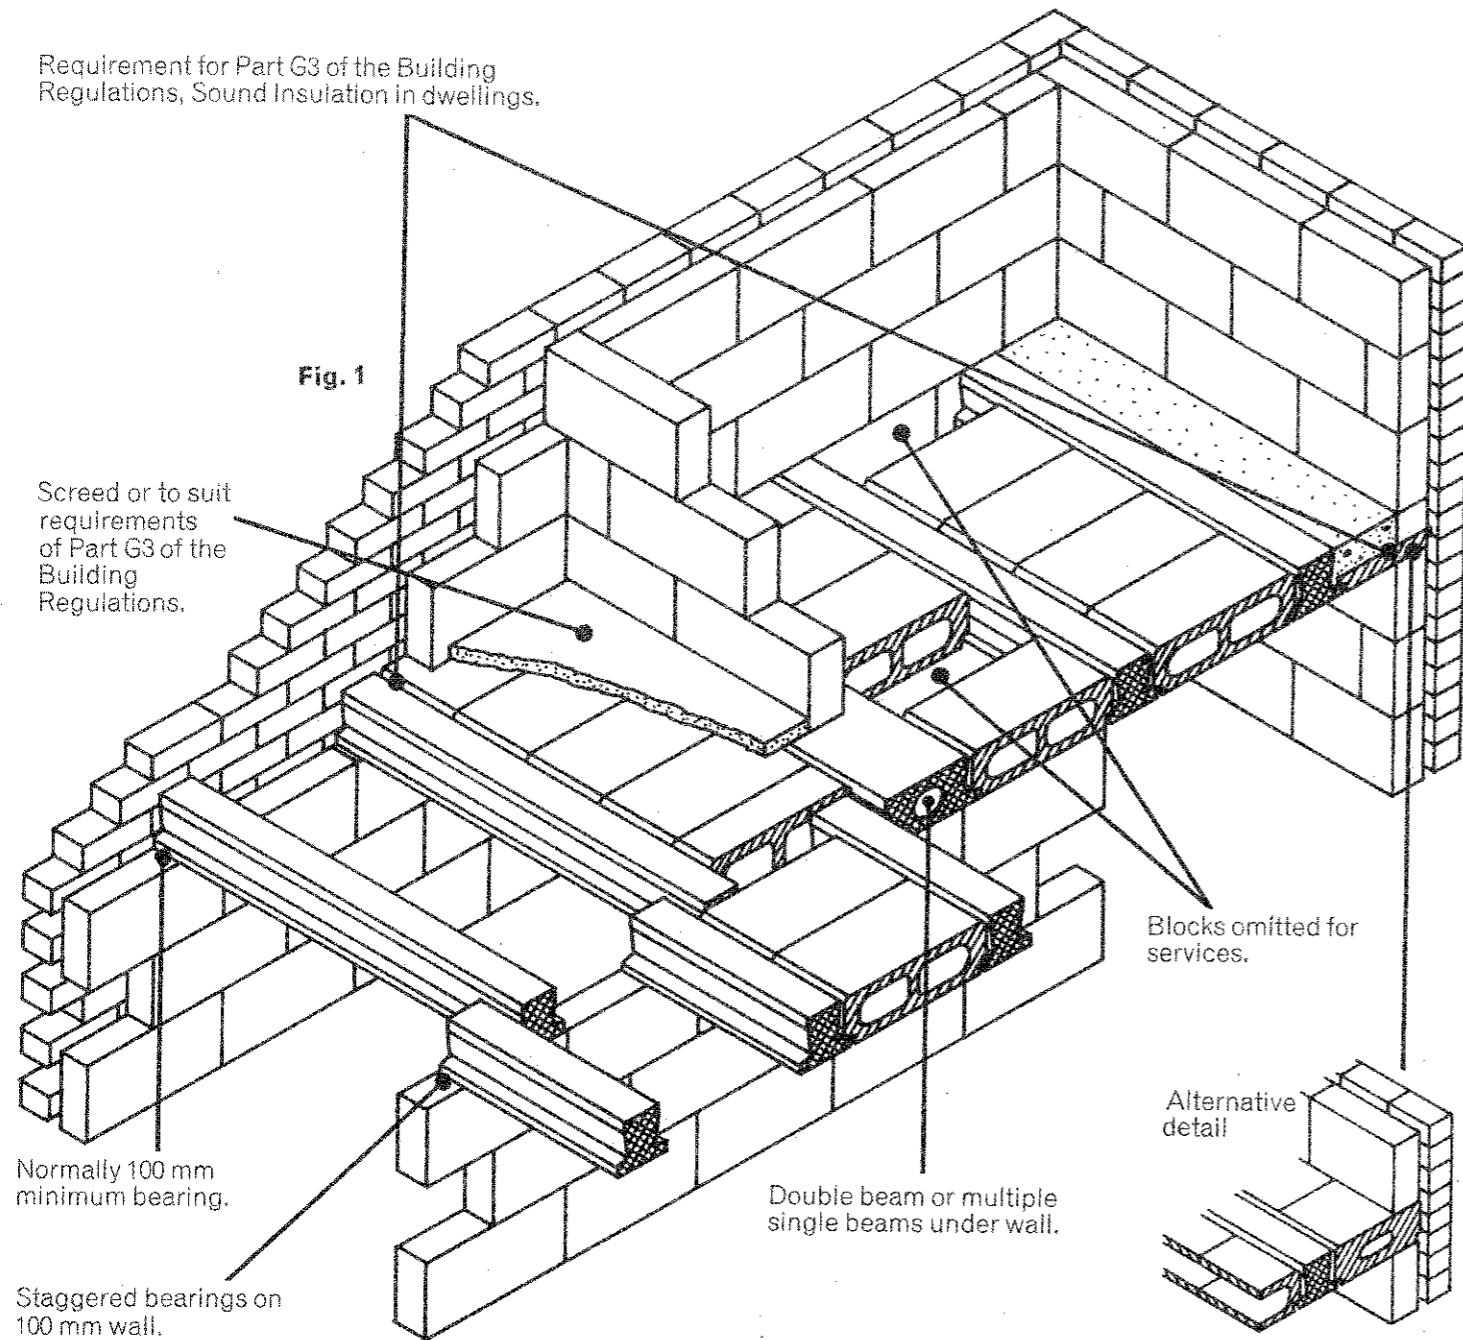 Requirement for Part G3 of the Building
Regulations, Sound Insulation in dwellings.
Fig. 1
Screed or to suit
requirements
of Part G3 of the
Building
Regulations.
Blocks omitted for
services.
Alternative
detail
Normally 100 mm
minimum bearing.
Double beam or multiple
single beams under wall.
Staggered bearings on
100 mm wall.